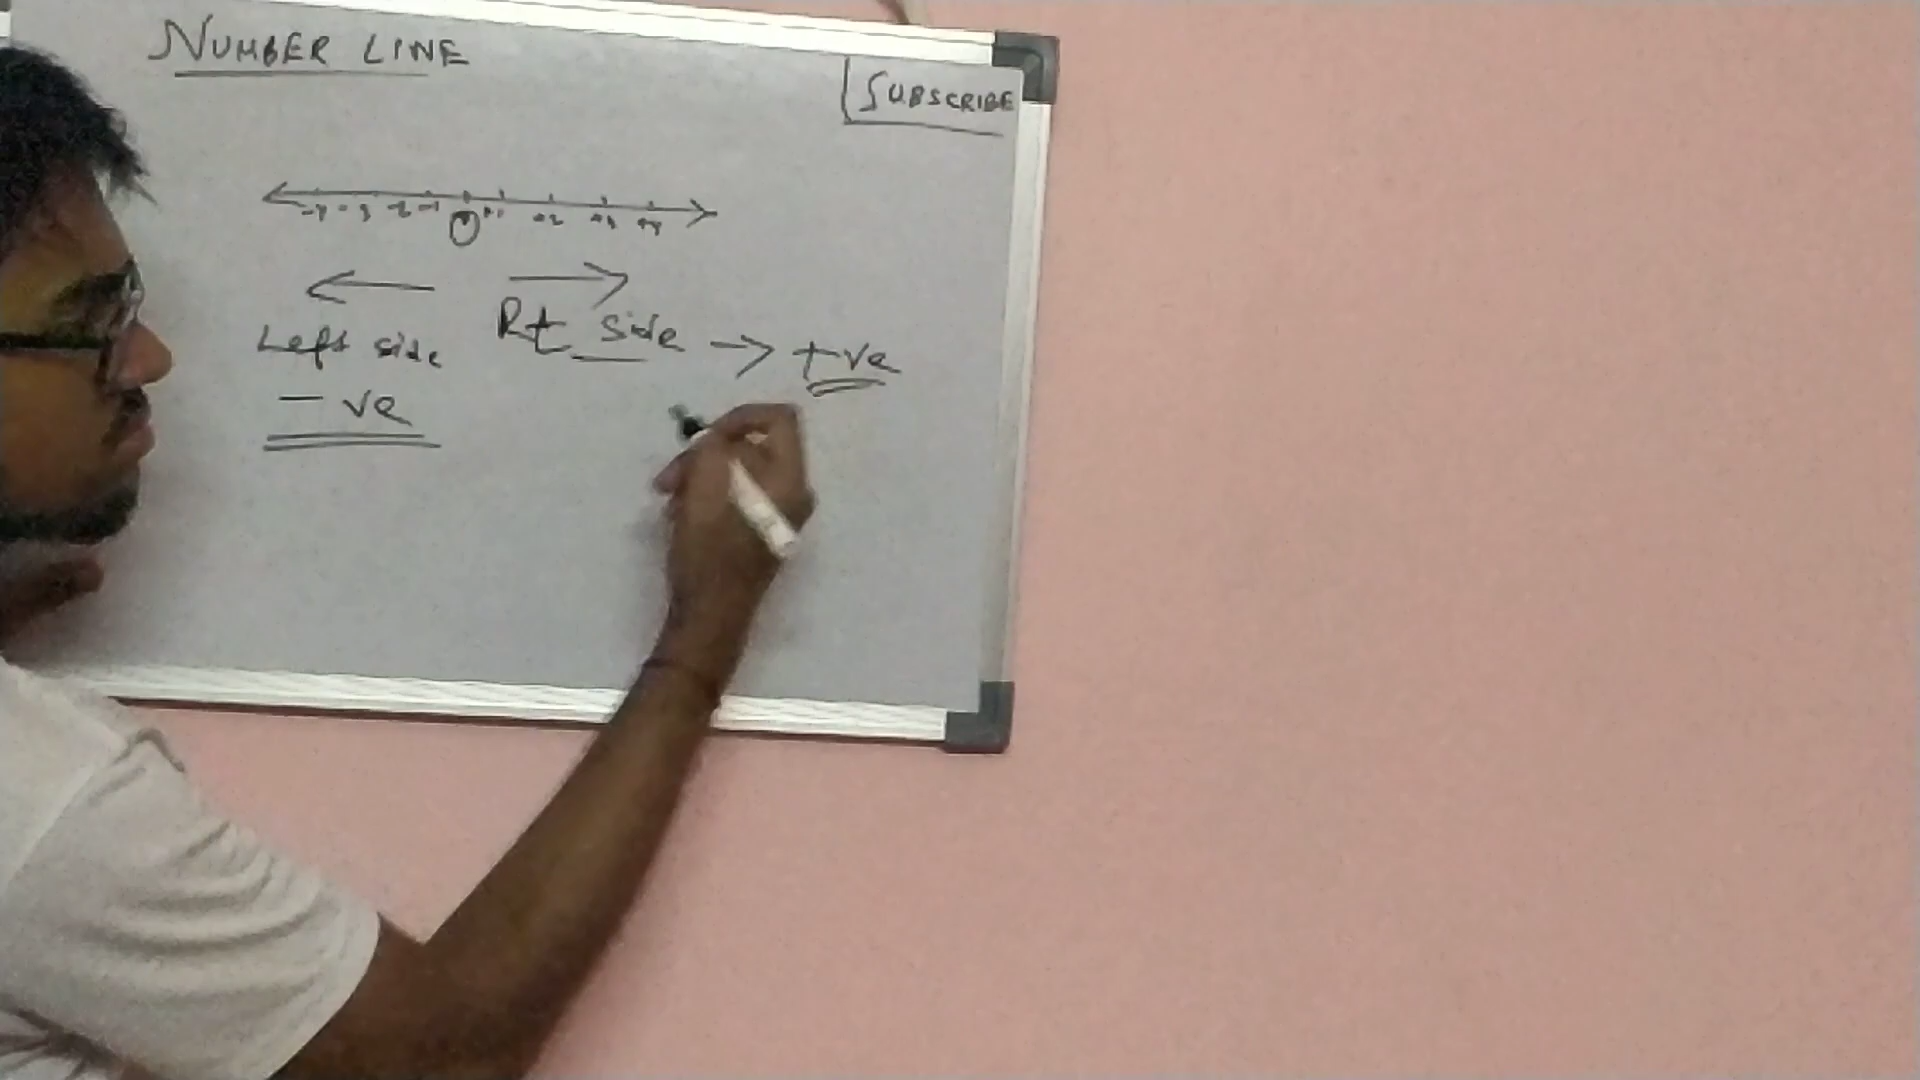 NUMBER LINE
SUBSCRIBE
-4 -3 -2 -1 0 +1 +2 +3 +4
Left side
Rt side → +ve
- ve